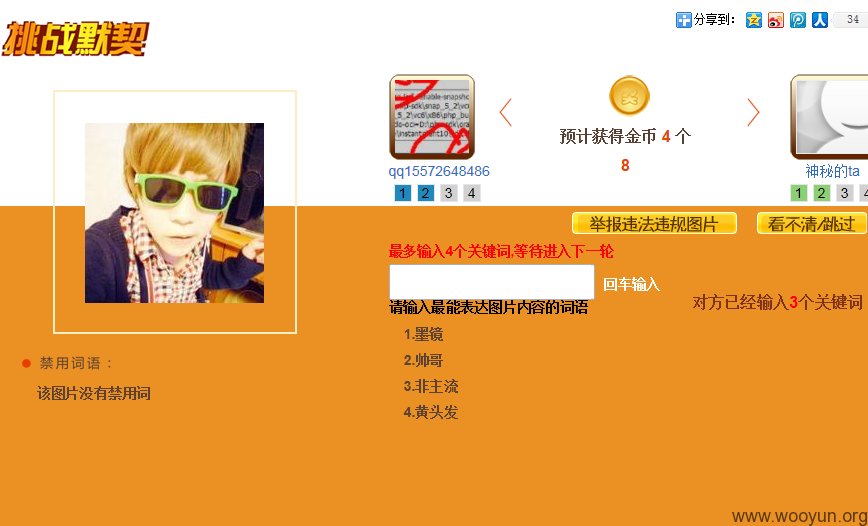 分享到：
34
挑战默契
预计获得金币 4 个
8
qq15572648486
神秘的ta
1 2 3 4
1 2 3 4
举报违法违规图片
看不清/跳过
最多输入4个关键词,等待进入下一轮
回车输入
对方已经输入3个关键词
请输入最能表达图片内容的词语
1.墨镜
2.帅哥
3.非主流
4.黄头发
禁用词语：
该图片没有禁用词
www.wooyun.org